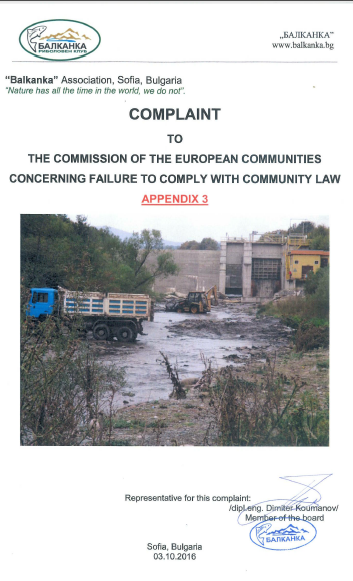 БАЛКАНКА
РИБОЛОВЕН КЛУБ
„БАЛКАНКА”
www.balkanka.bg
“Balkanka” Association, Sofia, Bulgaria
“Nature has all the time in the world, we do not”.
COMPLAINT
TO
THE COMMISSION OF THE EUROPEAN COMMUNITIES
CONCERNING FAILURE TO COMPLY WITH COMMUNITY LAW
APPENDIX 3
Representative for this complaint:
/dipl.eng. Dimiter Koumanov/
Member of the board
БАЛКАНКА
Sofia, Bulgaria
03.10.2016